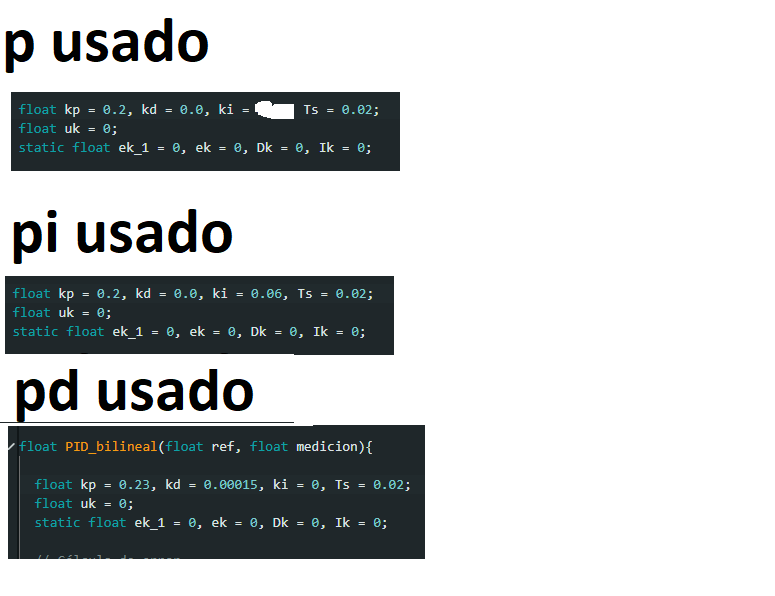 p usado
float kp = 0.2, kd = 0.0, ki = Ts = 0.02;
float uk = 0;
static float ek_1 = 0, ek = 0, Dk = 0, Ik = 0;
pi usado
float kp = 0.2, kd = 0.0, ki = 0.06, Ts = 0.02;
float uk = 0;
static float ek_1 = 0, ek = 0, Dk = 0, Ik = 0;
pd usado
float PID_bilineal(float ref, float medicion){
float kp = 0.23, kd = 0.00015, ki = 0, Ts = 0.02;
float uk = 0;
static float ek_1 = 0, ek = 0, Dk = 0, Ik = 0;